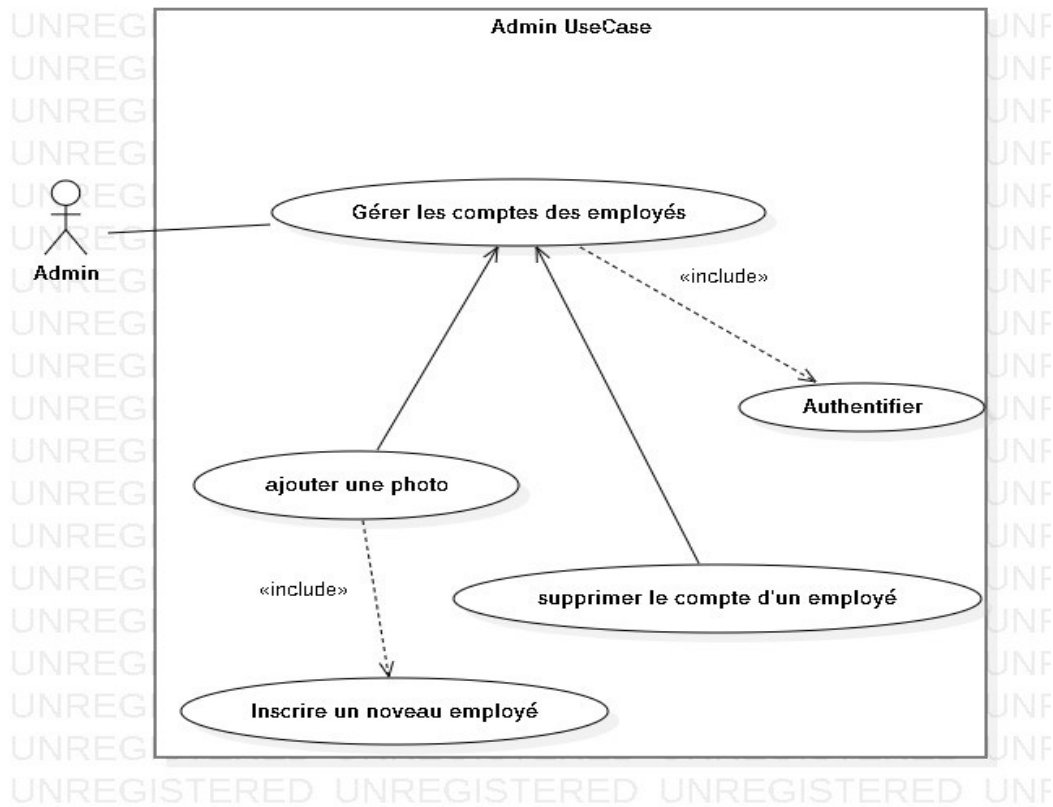 Admin UseCase
Gérer les comptes des employés
Admin
«include»
Authentifier
ajouter une photo
«include»
supprimer le compte d'un employé
Inscrire un noveau employé
UNREGISTERED UNREGISTERED UNREGISTERED UNR